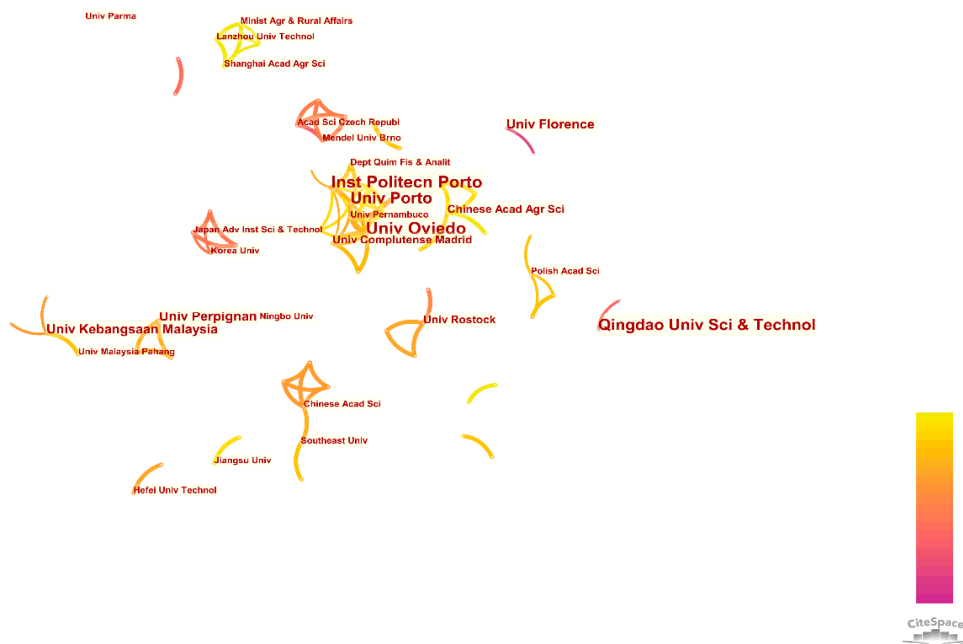 Univ Parma
Minist Agr & Rural Affairs
Lanzhou Univ Technol
Shanghai Acad Agr Sci
Acad Sci Czech Republ
Mendel Univ Brno
Univ Florence
Dept Quim Fis & Analit
Inst Politecn Porto
Univ Porto
Chinese Acad Agr Sci
Univ Pernambuco
Univ Oviedo
Japan Adv Inst Sci & Technol
Univ Complutense Madrid
Korea Univ
Polish Acad Sci
Univ Perpignan
Ningbo Univ
Univ Rostock
Qingdao Univ Sci & Technol
Univ Kebangsaan Malaysia
Univ Malaysia Pahang
Chinese Acad Sci
Southeast Univ
Jiangsu Univ
Hefei Univ Technol
CiteSpace